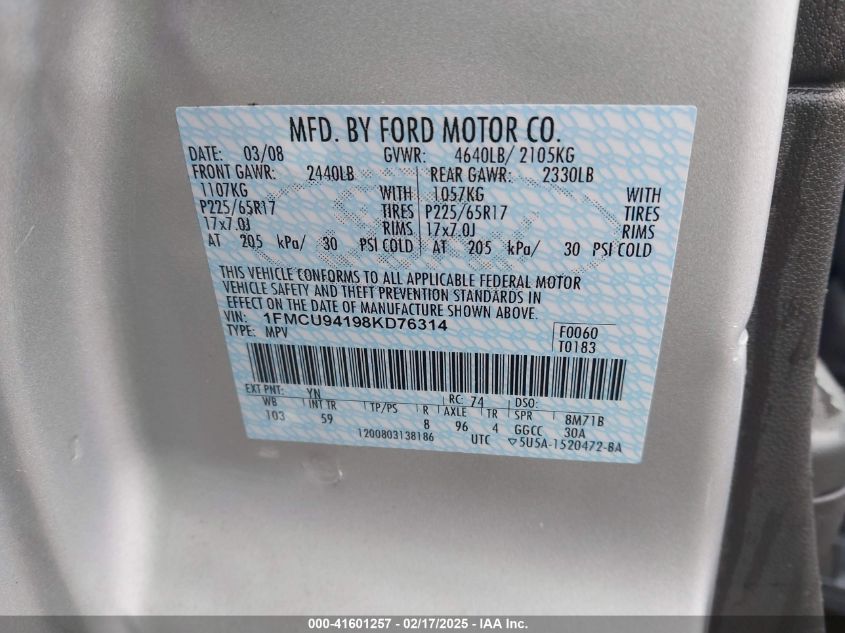 MFD. BY FORD MOTOR CO.
DATE: 03/08 GVWR: 4640LB/ 2105KG
FRONT GAWR: 2440LB REAR GAWR: 2330LB
1107KG WITH 1057KG WITH
P225/65R17 TIRES P225/65R17 TIRES
17x7.0J RIMS 17x7.0J RIMS
AT 205 kPa/ 30 PSI COLD AT 205 kPa/ 30 PSI COLD
THIS VEHICLE CONFORMS TO ALL APPLICABLE FEDERAL MOTOR
VEHICLE SAFETY AND THEFT PREVENTION STANDARDS IN
EFFECT ON THE DATE OF MANUFACTURE SHOWN ABOVE.
VIN: 1FMCU94198KD76314 F0060
TYPE: MPV T0183
EXT PNT: YN RC: 74 DSO:
WB INT TR TP/PS R AXLE TR SPR 8M71B
103 59 8 96 4 GGCC 30A
1200803138186 UTC ▽5U5A-1520472-BA
000-41601257 - 02/17/2025 - IAA Inc.